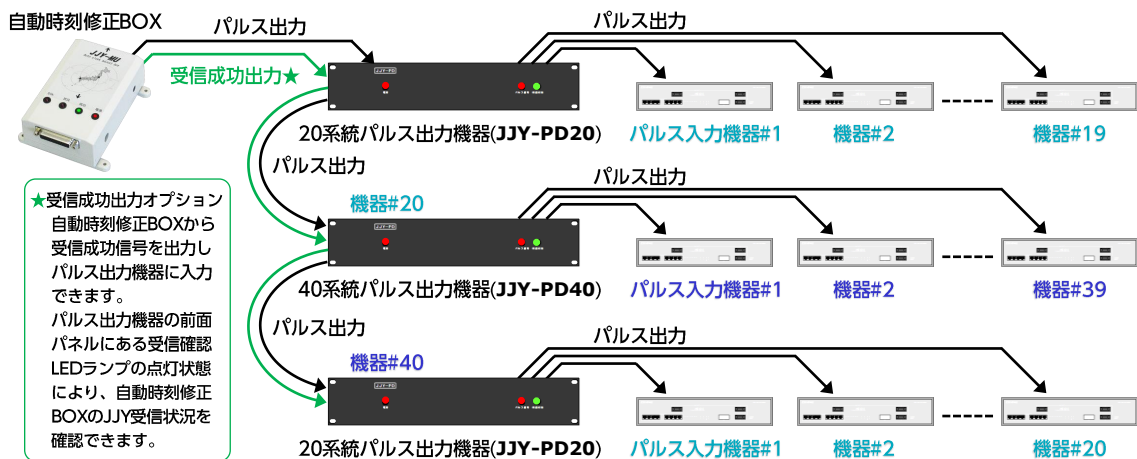 自動時刻修正BOX
パルス出力
パルス出力
JJY-MU
受信成功出力★
JJY-PD
20系統パルス出力機器(JJY-PD20)
パルス入力機器#1
機器#2
機器#19
パルス出力
パルス出力
機器#20
JJY-PD
40系統パルス出力機器(JJY-PD40)
パルス入力機器#1
機器#2
機器#39
パルス出力
パルス出力
機器#40
JJY-PD
20系統パルス出力機器(JJY-PD20)
パルス入力機器#1
機器#2
機器#20
★受信成功出力オプション
自動時刻修正BOXから
受信成功信号を出力し
パルス出力機器に入力
できます。
パルス出力機器の前面
パネルにある受信確認
LEDランプの点灯状態
により、自動時刻修正
BOXのJJY受信状況を
確認できます。